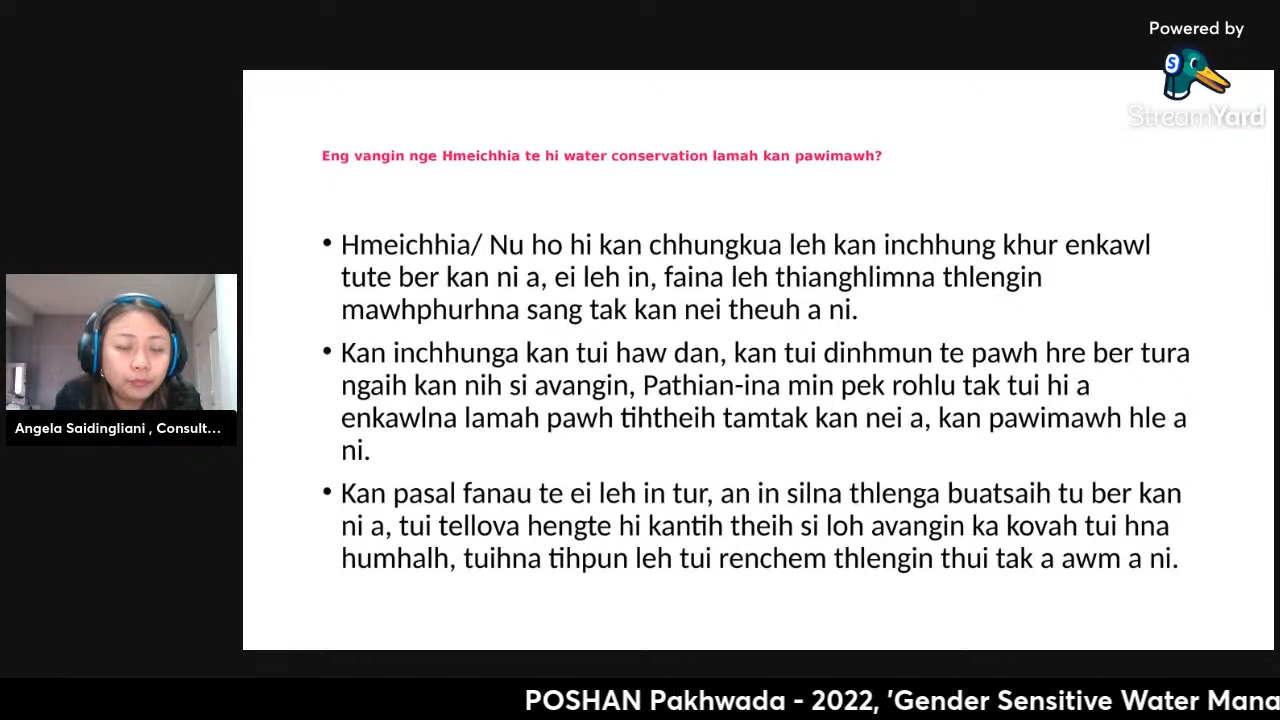 Powered by
StreamYard
Eng vangin nge Hmeichhia te hi water conservation lamah kan pawimawh?
• Hmeichhia/ Nu ho hi kan chhungkua leh kan inchhung khur enkawl
tute ber kan ni a, ei leh in, faina leh thianghlimna thlengin
mawhphurhna sang tak kan nei theuh a ni.
• Kan inchhunga kan tui haw dan, kan tui dinhmun te pawh hre ber tura
ngaih kan nih si avangin, Pathian-ina min pek rohlu tak tui hi a
enkawlna lamah pawh tihtheih tamtak kan nei a, kan pawimawh hle a
ni.
• Kan pasal fanau te ei leh in tur, an in silna thlenga buatsaih tu ber kan
ni a, tui tellova hengte hi kantih theih si loh avangin ka kovah tui hna
humhalh, tuihna tihpun leh tui renchem thlengin thui tak a awm a ni.
Angela Saidingliani , Consult...
POSHAN Pakhwada - 2022, 'Gender Sensitive Water Mana